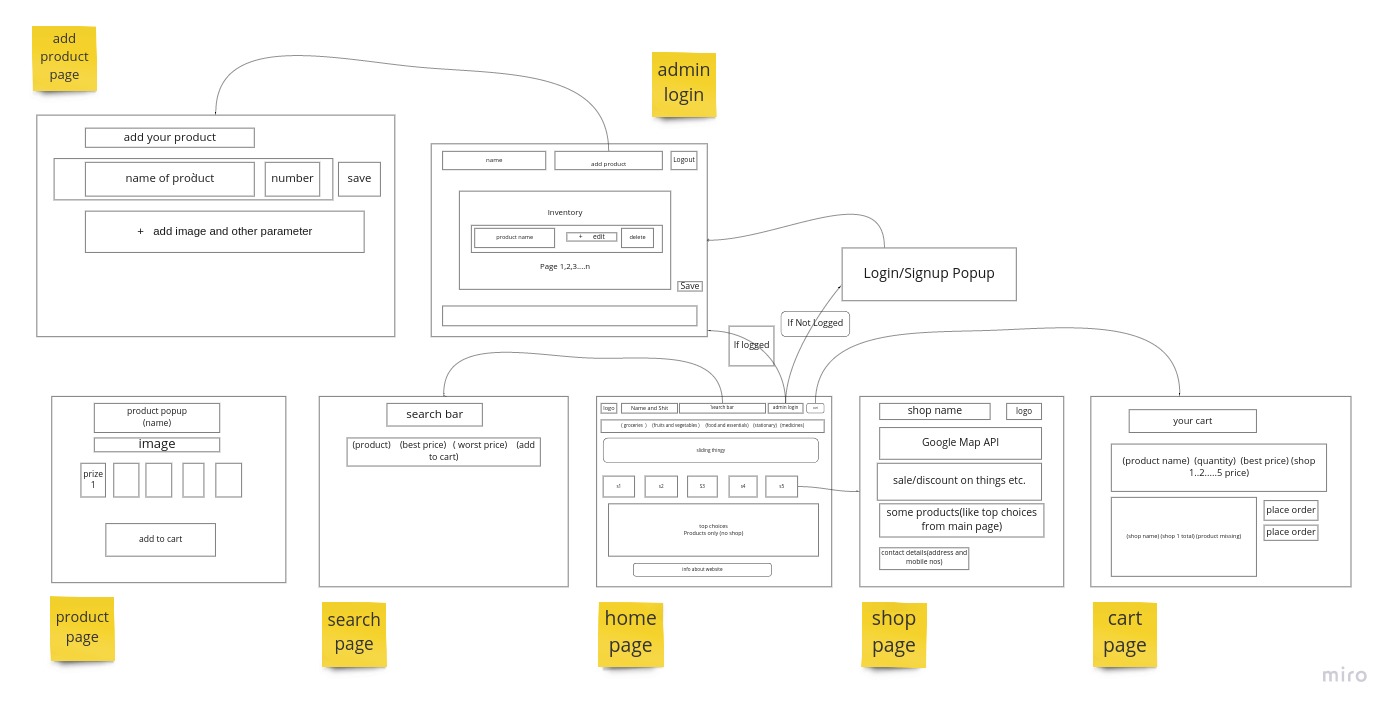 add
product
page
admin
login
add your product
name of product
number
save
+ add image and other parameter
name
add product
Logout
Inventory
product name
+ edit
delete
Page 1,2,3....n
Save
Login/Signup Popup
If Not Logged
If logged
product popup
(name)
image
prize
1
add to cart
search bar
(product) (best price) ( worst price) (add
to cart)
logo
Name and Shit
search bar
admin login
cart
( groceries ) (fruits and vegetables ) (food and essentials) (stationary) (medicines)
sliding thingy
s1
s2
S3
s4
s5
top choices
Products only (no shop)
info about website
shop name
logo
Google Map API
sale/discount on things etc.
some products(like top choices
from main page)
contact details(address and
mobile nos)
your cart
(product name) (quantity) (best price) (shop
1..2.....5 price)
(shop name) (shop 1 total) (product missing)
place order
place order
product
page
search
page
home
page
shop
page
cart
page
miro